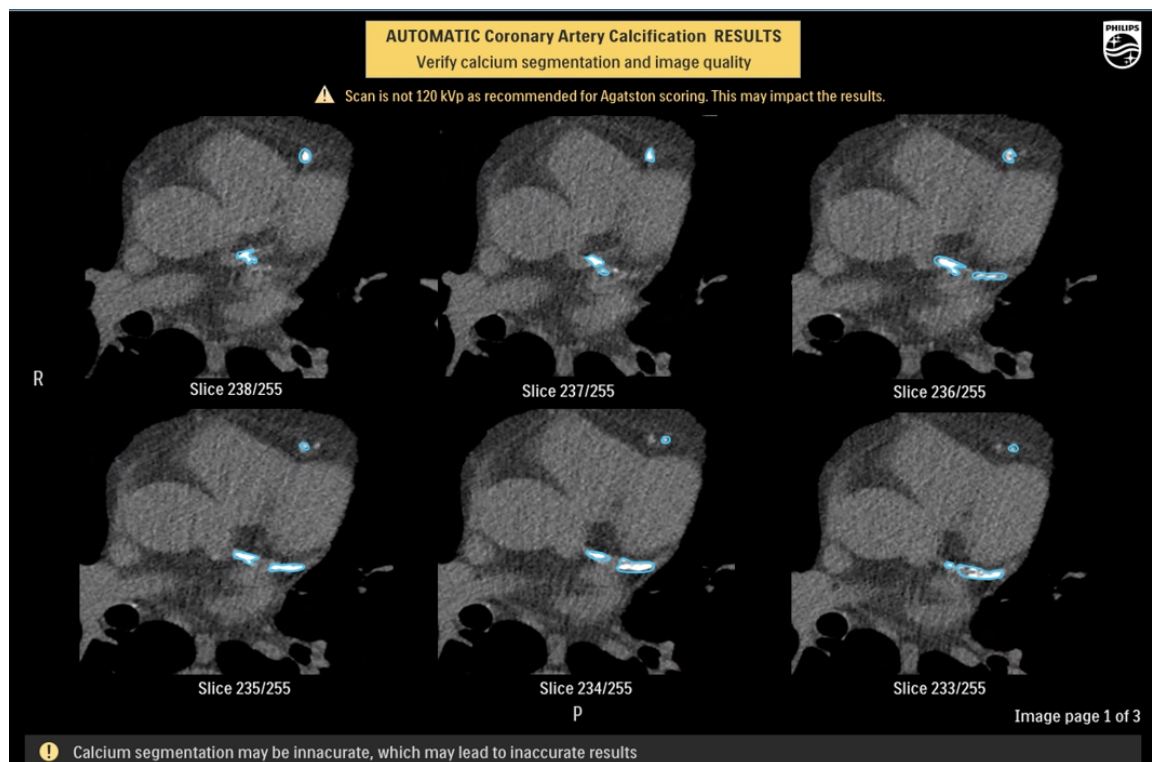 AUTOMATIC Coronary Artery Calcification RESULTS
Verify calcium segmentation and image quality
PHILIPS
Scan is not 120 kVp as recommended for Agatston scoring. This may impact the results.
Slice 238/255
Slice 237/255
Slice 236/255
R
Slice 235/255
Slice 234/255
Slice 233/255
P
Image page 1 of 3
Calcium segmentation may be innacurate, which may lead to inaccurate results